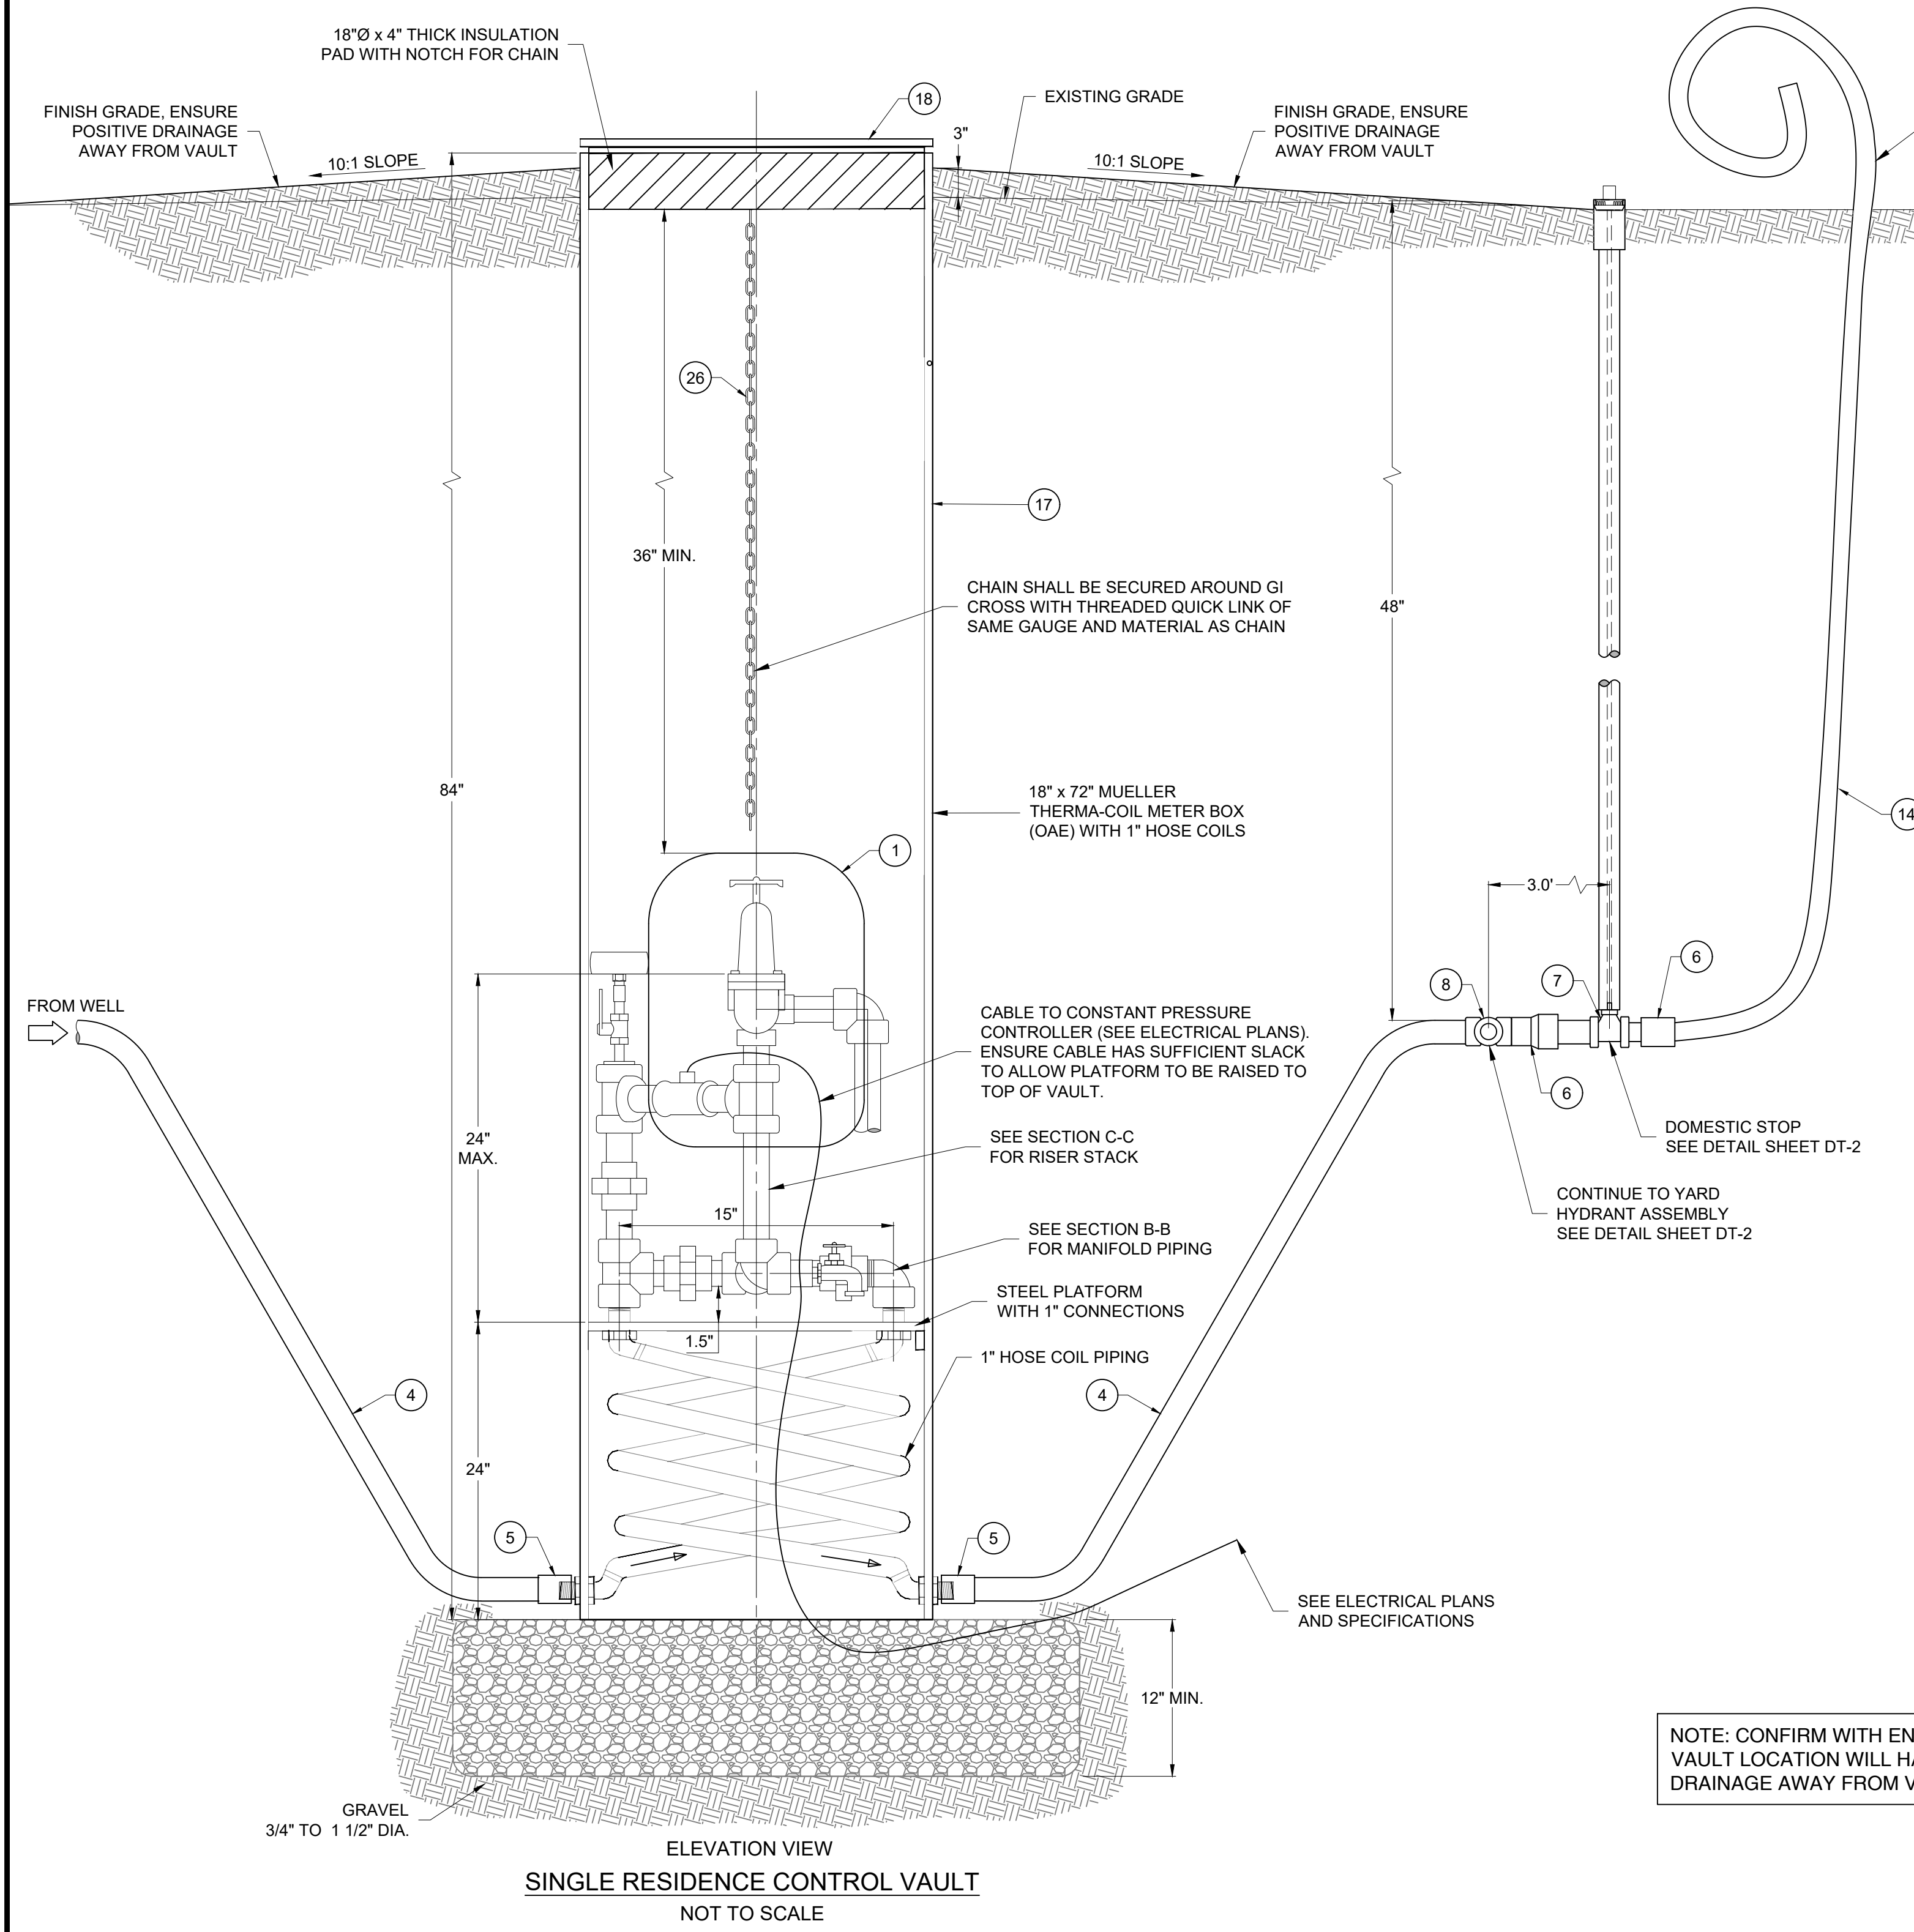 18"Ø x 4" THICK INSULATION
PAD WITH NOTCH FOR CHAIN
FINISH GRADE, ENSURE
POSITIVE DRAINAGE
AWAY FROM VAULT
10:1 SLOPE
18
EXISTING GRADE
3"
10:1 SLOPE
FINISH GRADE, ENSURE
POSITIVE DRAINAGE
AWAY FROM VAULT
26
17
36" MIN.
CHAIN SHALL BE SECURED AROUND GI
CROSS WITH THREADED QUICK LINK OF
SAME GAUGE AND MATERIAL AS CHAIN
48"
84"
18" x 72" MUELLER
THERMA-COIL METER BOX
(OAE) WITH 1" HOSE COILS
14
1
3.0'
6
8
7
6
FROM WELL
CABLE TO CONSTANT PRESSURE
CONTROLLER (SEE ELECTRICAL PLANS).
ENSURE CABLE HAS SUFFICIENT SLACK
TO ALLOW PLATFORM TO BE RAISED TO
TOP OF VAULT.
DOMESTIC STOP
SEE DETAIL SHEET DT-2
24"
MAX.
SEE SECTION C-C
FOR RISER STACK
CONTINUE TO YARD
HYDRANT ASSEMBLY
SEE DETAIL SHEET DT-2
15"
SEE SECTION B-B
FOR MANIFOLD PIPING
STEEL PLATFORM
WITH 1" CONNECTIONS
1.5"
1" HOSE COIL PIPING
4
4
24"
5
5
SEE ELECTRICAL PLANS
AND SPECIFICATIONS
12" MIN.
NOTE: CONFIRM WITH EN
VAULT LOCATION WILL HA
DRAINAGE AWAY FROM V
GRAVEL
3/4" TO 1 1/2" DIA.
ELEVATION VIEW
SINGLE RESIDENCE CONTROL VAULT
NOT TO SCALE